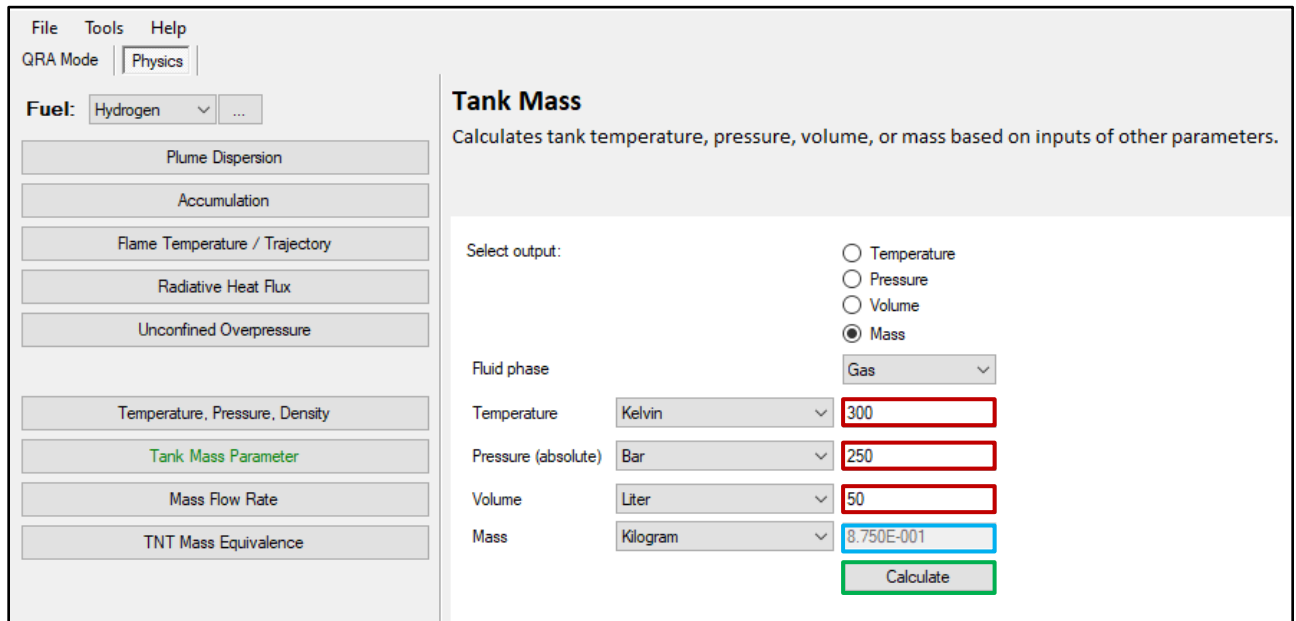 File Tools Help
QRA Mode Physics
Fuel: Hydrogen ...
Plume Dispersion
Accumulation
Flame Temperature / Trajectory
Radiative Heat Flux
Unconfined Overpressure
Temperature, Pressure, Density
Tank Mass Parameter
Mass Flow Rate
TNT Mass Equivalence
Tank Mass
Calculates tank temperature, pressure, volume, or mass based on inputs of other parameters.
Select output:
Temperature
Pressure
Volume
Mass
Fluid phase Gas
Temperature Kelvin 300
Pressure (absolute) Bar 250
Volume Liter 50
Mass Kilogram 8.750E-001
Calculate